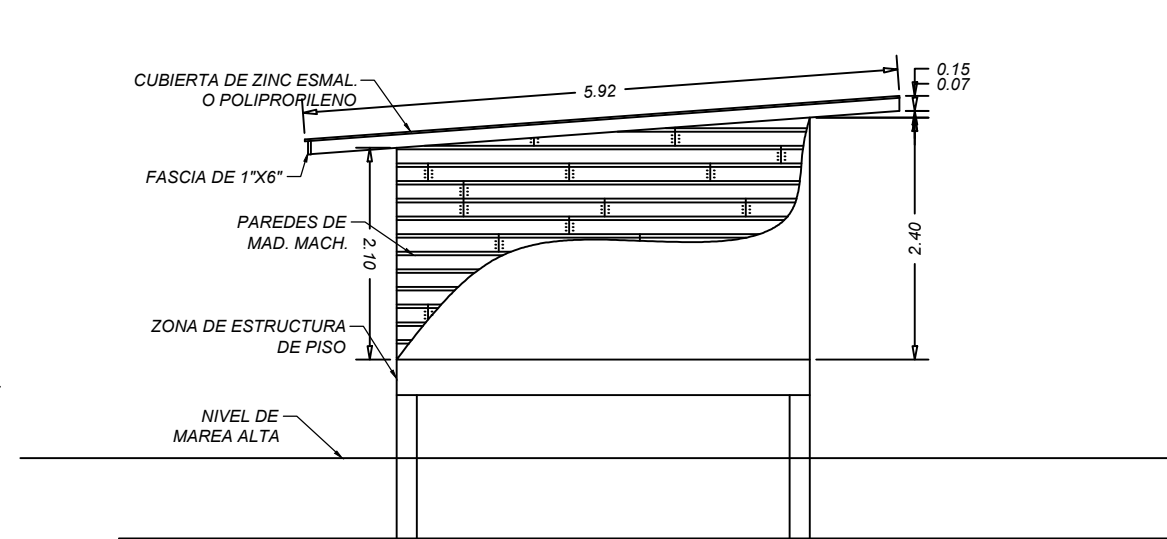 CUBIERTA DE ZINC ESMAL.
O POLIPROPILENO
5.92
0.15
0.07
FASCIA DE 1"X6"
PAREDES DE
MAD. MACH.
2.10
2.40
ZONA DE ESTRUCTURA
DE PISO
NIVEL DE
MAREA ALTA